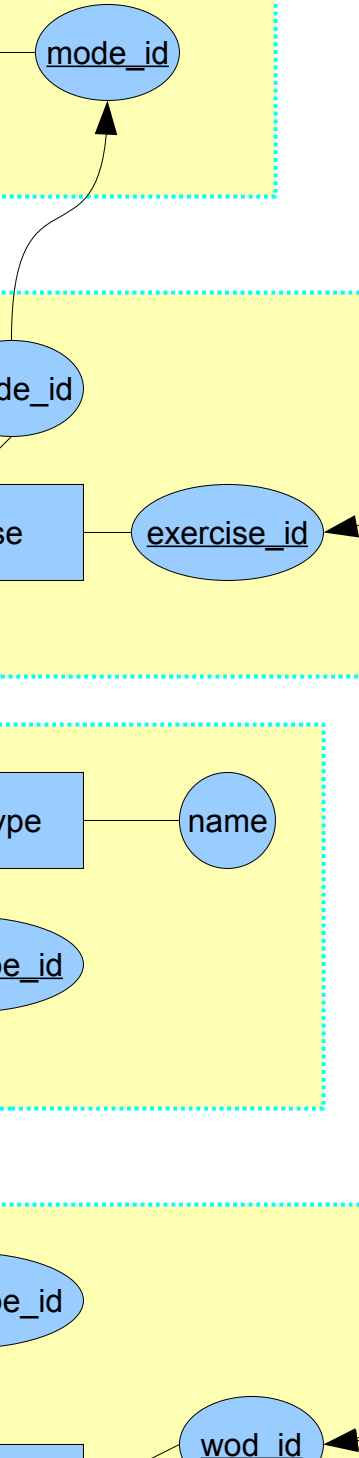 mode_id
de_id
se
exercise_id
ype
name
e_id
e_id
wod_id